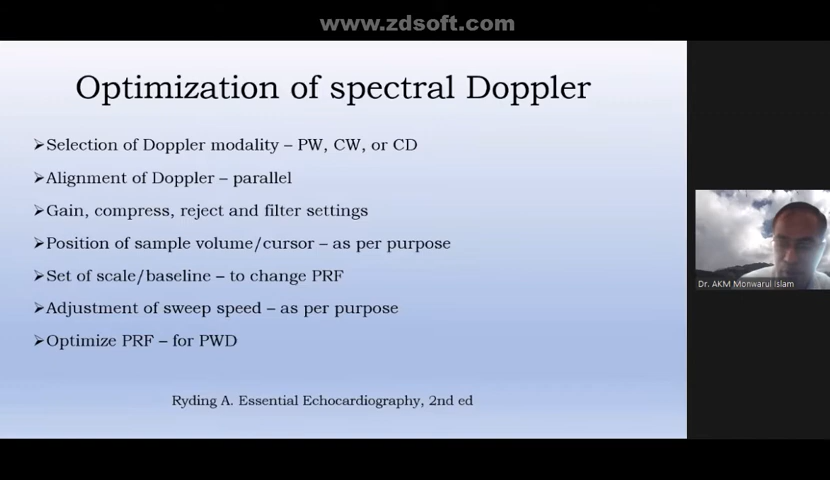 www.zdsoft.com
Optimization of spectral Doppler
➢Selection of Doppler modality – PW, CW, or CD
➢Alignment of Doppler – parallel
➢Gain, compress, reject and filter settings
➢Position of sample volume/cursor – as per purpose
➢Set of scale/baseline – to change PRF
➢Adjustment of sweep speed – as per purpose
➢Optimize PRF – for PWD
Ryding A. Essential Echocardiography, 2nd ed
Dr. AKM Monwarul Islam